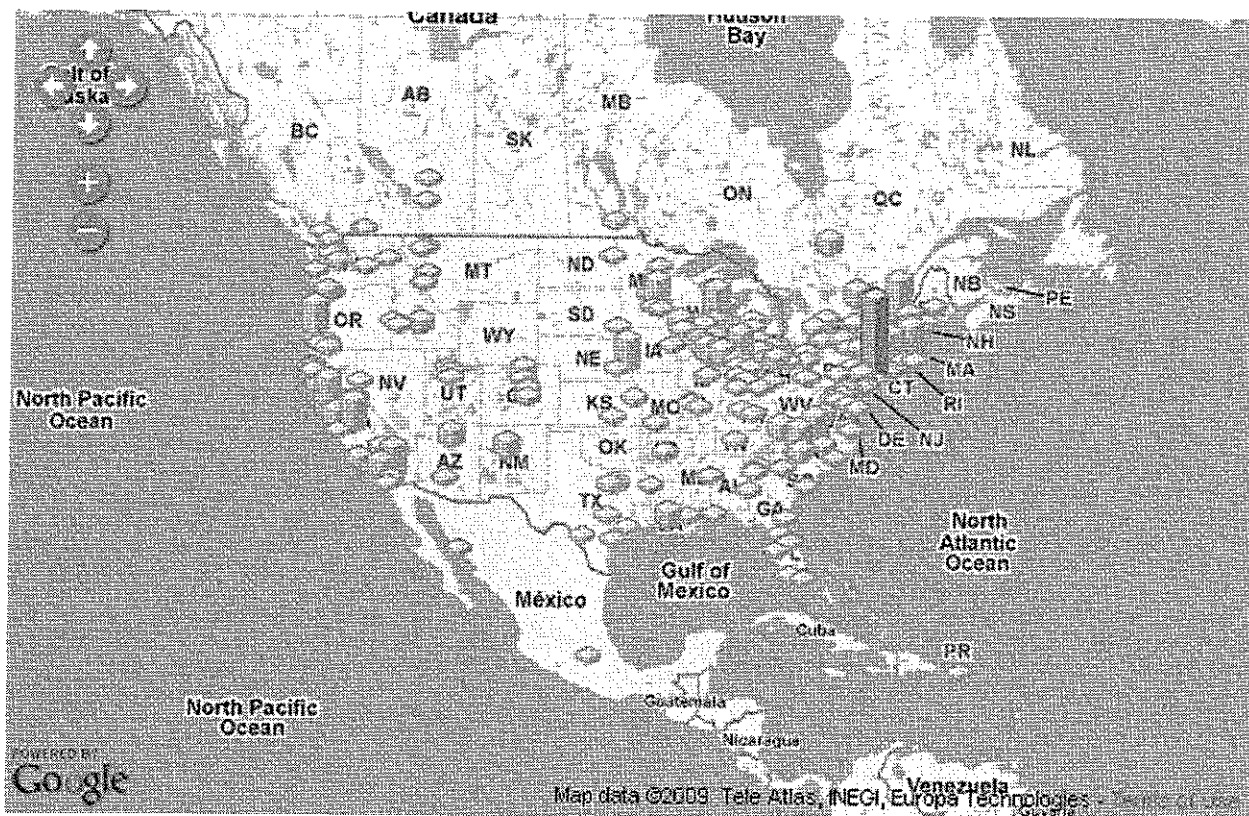 Canada
Hudson
Bay
AB
MB
BC
SK
NL
ON
QC
MT
ND
NB
PE
OR
SD
NS
WY
NH
NE
IA
MA
NV
UT
CT
RI
KS
WV
DE
NJ
OK
MD
AZ
NM
TX
GA
North Pacific
Ocean
North
Atlantic
Ocean
Gulf of
Mexico
México
Cuba
PR
Guatemala
Nicaragua
North Pacific
Ocean
POWERED BY
Google
Venezuela
Map data ©2009 Tele Atlas, INEGI, Europa Technologies - Terms of Use